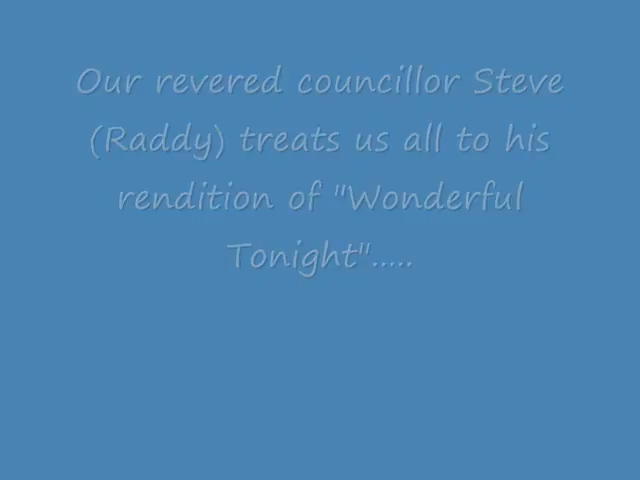 Our revered councillor Steve
(Raddy) treats us all to his
rendition of "Wonderful
Tonight".....